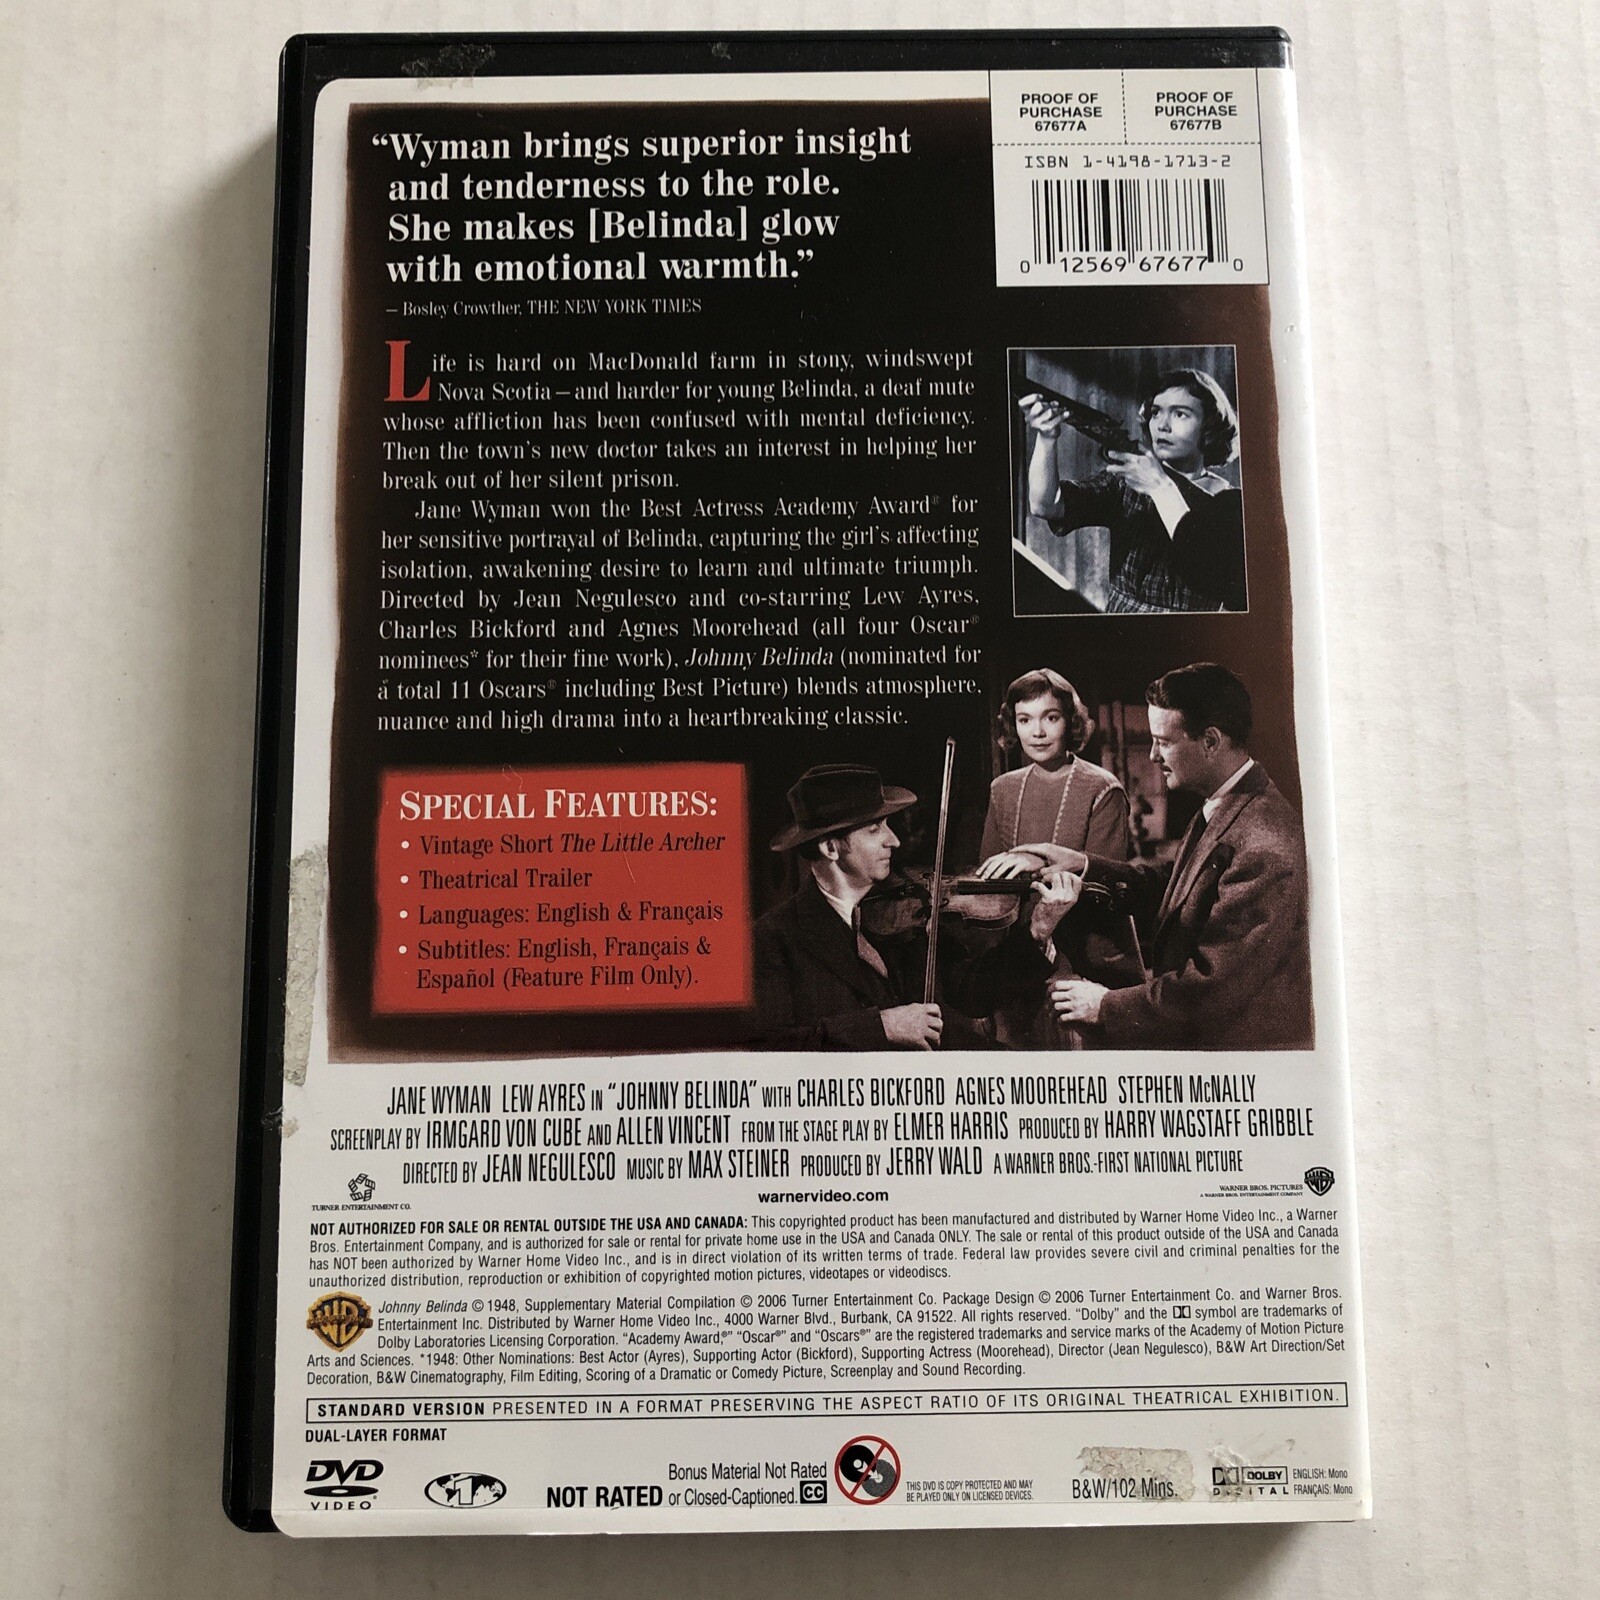 PROOF OF PURCHASE 67677A
PROOF OF PURCHASE 67677B
ISBN 1-4198-1713-2
0 12569 67677 0
“Wyman brings superior insight
and tenderness to the role.
She makes [Belinda] glow
with emotional warmth.”
– Bosley Crowther, THE NEW YORK TIMES
Life is hard on MacDonald farm in stony, windswept
Nova Scotia – and harder for young Belinda, a deaf mute
whose affliction has been confused with mental deficiency.
Then the town's new doctor takes an interest in helping her
break out of her silent prison.
Jane Wyman won the Best Actress Academy Award® for
her sensitive portrayal of Belinda, capturing the girl's affecting
isolation, awakening desire to learn and ultimate triumph.
Directed by Jean Negulesco and co-starring Lew Ayres,
Charles Bickford and Agnes Moorehead (all four Oscar®
nominees* for their fine work), Johnny Belinda (nominated for
a total 11 Oscars® including Best Picture) blends atmosphere,
nuance and high drama into a heartbreaking classic.
SPECIAL FEATURES:
• Vintage Short The Little Archer
• Theatrical Trailer
• Languages: English & Français
• Subtitles: English, Français &
Español (Feature Film Only).
JANE WYMAN LEW AYRES IN “JOHNNY BELINDA” WITH CHARLES BICKFORD AGNES MOOREHEAD STEPHEN McNALLY
SCREENPLAY BY IRMGARD VON CUBE AND ALLEN VINCENT FROM THE STAGE PLAY BY ELMER HARRIS PRODUCED BY HARRY WAGSTAFF GRIBBLE
DIRECTED BY JEAN NEGULESCO MUSIC BY MAX STEINER PRODUCED BY JERRY WALD A WARNER BROS.-FIRST NATIONAL PICTURE
TURNER ENTERTAINMENT CO.
warnervideo.com
WARNER BROS. PICTURES
A WARNER BROS. ENTERTAINMENT COMPANY
NOT AUTHORIZED FOR SALE OR RENTAL OUTSIDE THE USA AND CANADA: This copyrighted product has been manufactured and distributed by Warner Home Video Inc., a Warner
Bros. Entertainment Company, and is authorized for sale or rental for private home use in the USA and Canada ONLY. The sale or rental of this product outside of the USA and Canada
has NOT been authorized by Warner Home Video Inc., and is in direct violation of its written terms of trade. Federal law provides severe civil and criminal penalties for the
unauthorized distribution, reproduction or exhibition of copyrighted motion pictures, videotapes or videodiscs.
Johnny Belinda © 1948, Supplementary Material Compilation © 2006 Turner Entertainment Co. Package Design © 2006 Turner Entertainment Co. and Warner Bros.
Entertainment Inc. Distributed by Warner Home Video Inc., 4000 Warner Blvd., Burbank, CA 91522. All rights reserved. “Dolby” and the DD symbol are trademarks of
Dolby Laboratories Licensing Corporation. “Academy Award,®” “Oscar®” and “Oscars®” are the registered trademarks and service marks of the Academy of Motion Picture
Arts and Sciences. *1948: Other Nominations: Best Actor (Ayres), Supporting Actor (Bickford), Supporting Actress (Moorehead), Director (Jean Negulesco), B&W Art Direction/Set
Decoration, B&W Cinematography, Film Editing, Scoring of a Dramatic or Comedy Picture, Screenplay and Sound Recording.
STANDARD VERSION PRESENTED IN A FORMAT PRESERVING THE ASPECT RATIO OF ITS ORIGINAL THEATRICAL EXHIBITION.
DUAL-LAYER FORMAT
DVD VIDEO
1
NOT RATED
Bonus Material Not Rated
or Closed-Captioned. CC
THIS DVD IS COPY PROTECTED AND MAY
BE PLAYED ONLY ON LICENSED DEVICES.
B&W/102 Mins.
DOLBY DIGITAL
ENGLISH: Mono
FRANÇAIS: Mono